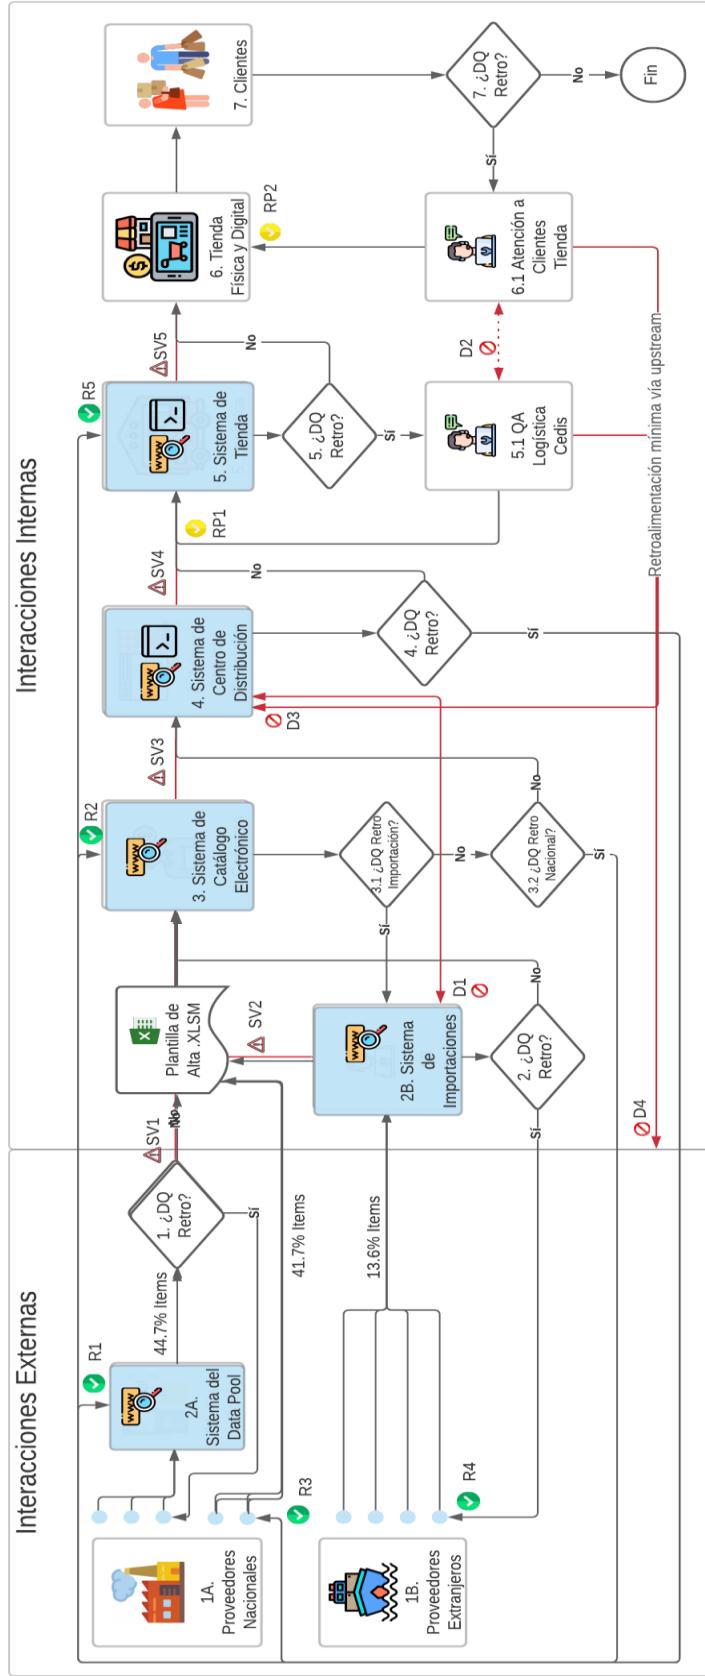 Interacciones Externas
Interacciones Internas
1A.
Proveedores
Nacionales
1B.
Proveedores
Extranjeros
R3
R4
R1
2A.
Sistema del
Data Pool
44.7% Items
41.7% Items
13.6% Items
1. ¿DQ
Retro?
Sí
No
SV1
Plantilla de
Alta .XLSM
SV2
2B. Sistema
de
Importaciones
D1
2. ¿DQ
Retro?
Sí
No
D4
R2
3. Sistema de
Catálogo
Electrónico
SV3
3.1 ¿DQ Retro
Importación?
Sí
No
3.2 ¿DQ Retro
Nacional?
No
Sí
D3
4. Sistema de
Centro de
Distribución
SV4
No
4. ¿DQ
Retro?
Sí
RP1
R5
5. Sistema de
Tienda
SV5
No
5. ¿DQ
Retro?
Sí
5.1 QA
Logística
Cedis
D2
Retroalimentación mínima vía upstream
6. Tienda
Física y Digital
RP2
6.1 Atención a
Clientes
Tienda
7. Clientes
7. ¿DQ
Retro?
Sí
No
Fin